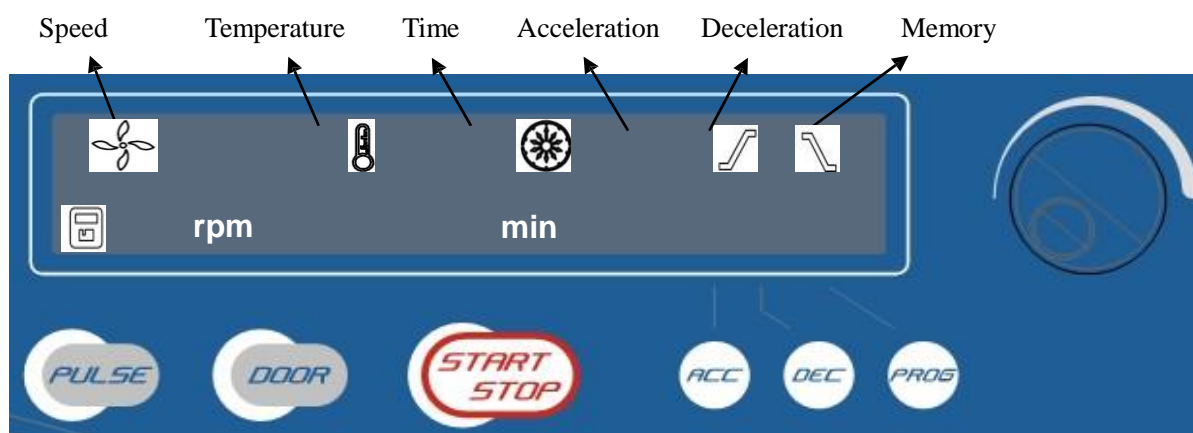 Speed Temperature Time Acceleration Deceleration Memory
rpm min
PULSE DOOR START STOP ACC DEC PROG